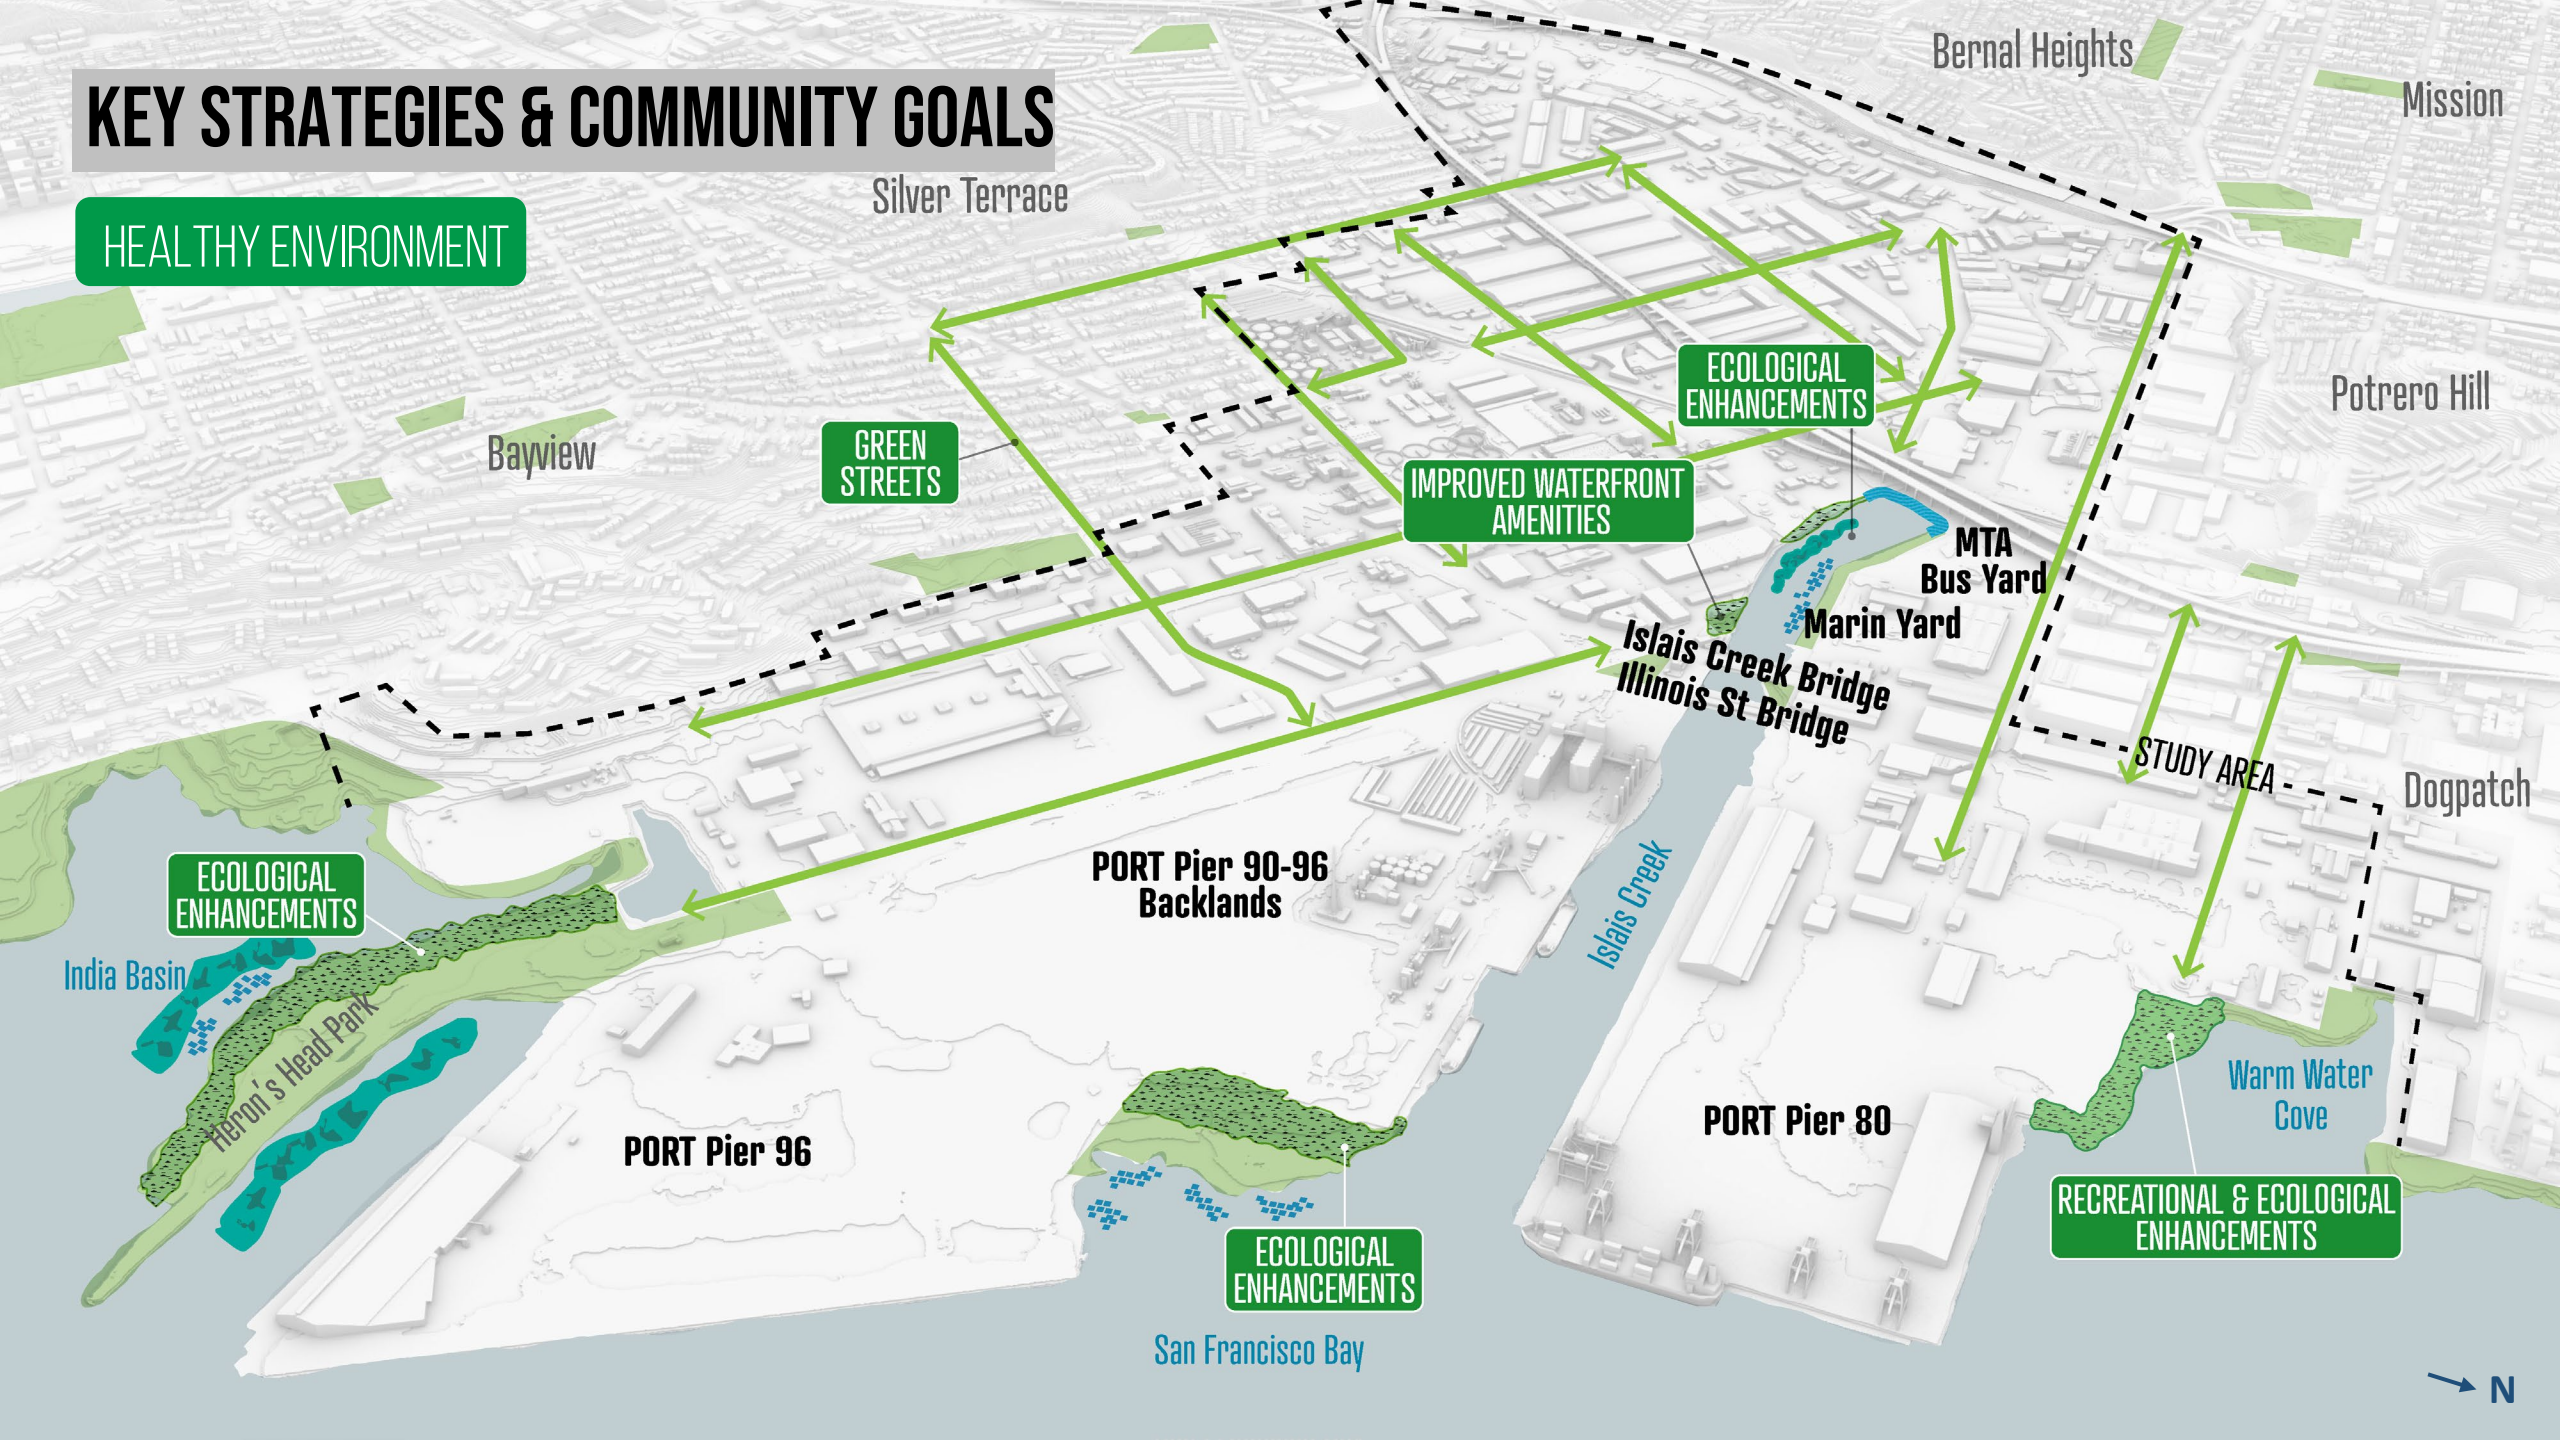 KEY STRATEGIES & COMMUNITY GOALS
HEALTHY ENVIRONMENT
Bernal Heights
Mission
Silver Terrace
Potrero Hill
Bayview
GREEN
STREETS
ECOLOGICAL
ENHANCEMENTS
IMPROVED WATERFRONT
AMENITIES
MTA
Bus Yard
Marin Yard
Islais Creek Bridge
Illinois St Bridge
STUDY AREA
Dogpatch
ECOLOGICAL
ENHANCEMENTS
PORT Pier 90-96
Backlands
Islais Creek
India Basin
Heron's Head Park
PORT Pier 96
PORT Pier 80
Warm Water
Cove
RECREATIONAL & ECOLOGICAL
ENHANCEMENTS
ECOLOGICAL
ENHANCEMENTS
San Francisco Bay
N